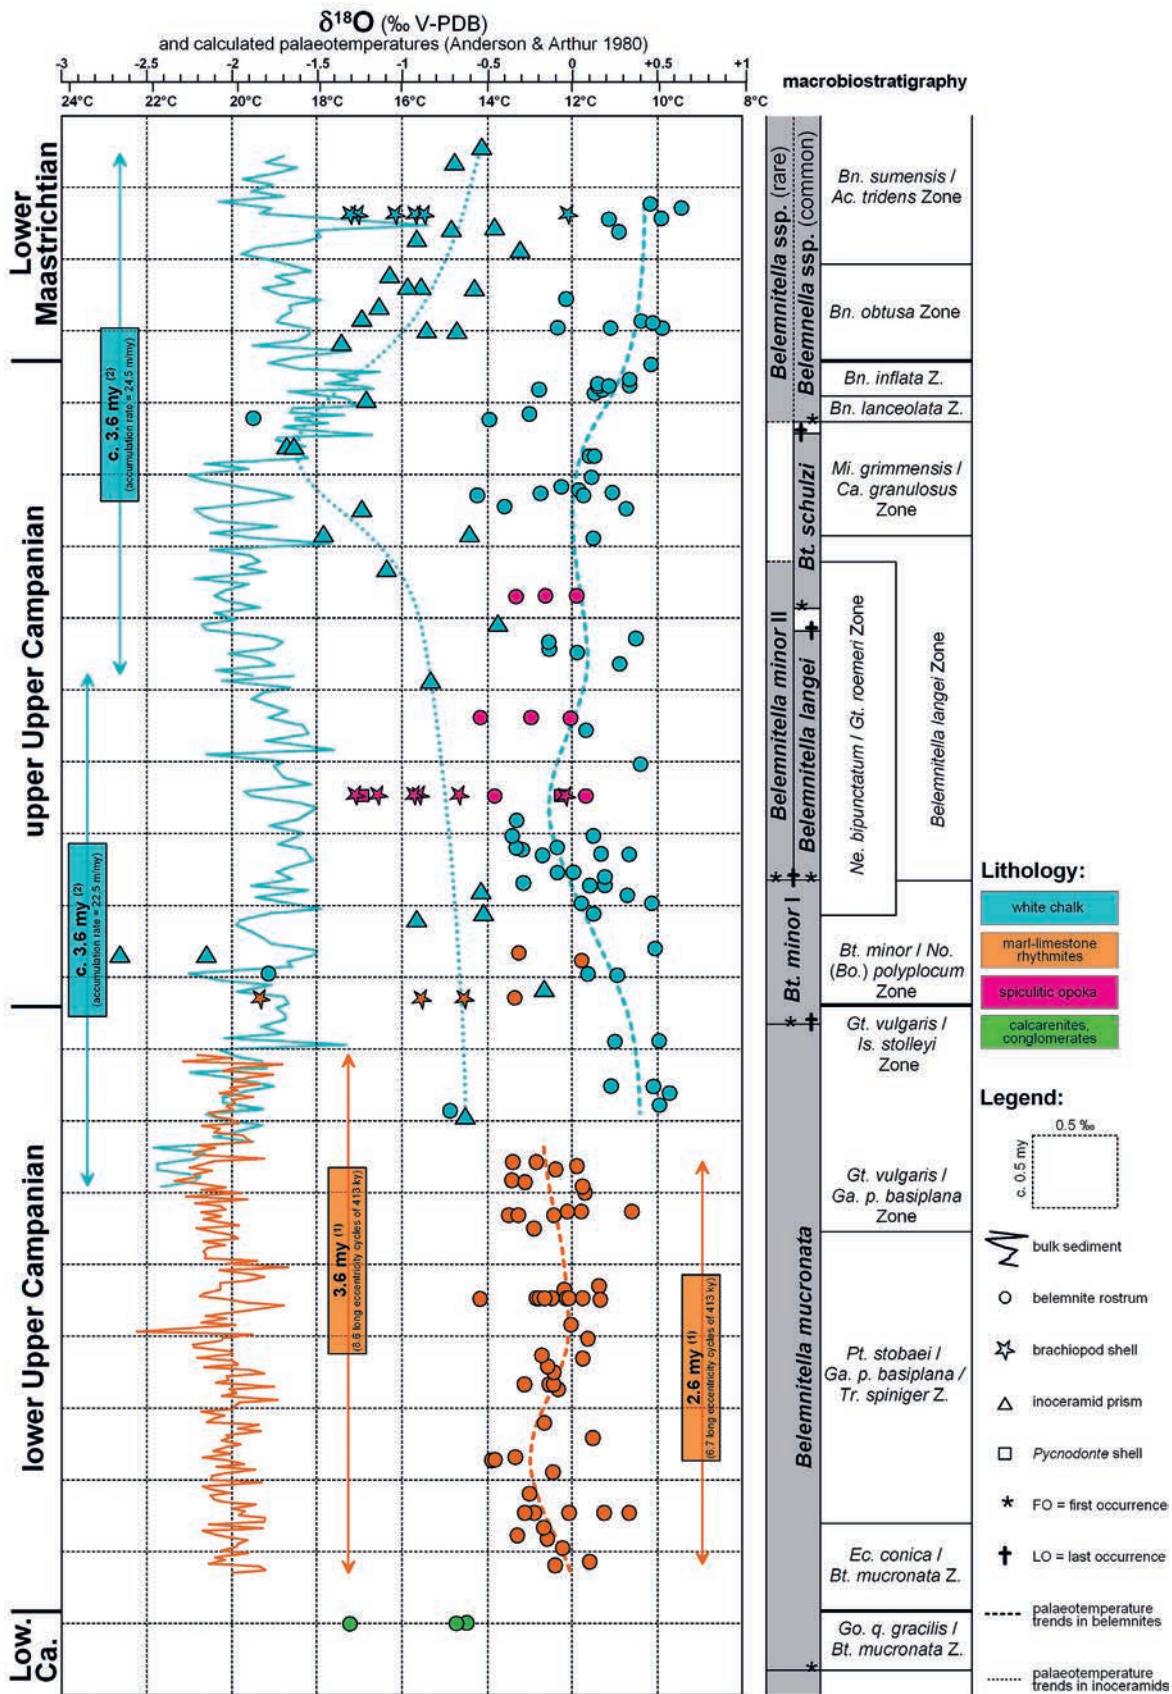 δ¹⁸O (‰ V-PDB)
and calculated palaeotemperatures (Anderson & Arthur 1980)
-3 -2.5 -2 -1.5 -1 -0.5 0 +0.5 +1
24°C 22°C 20°C 18°C 16°C 14°C 12°C 10°C 8°C
macrobiostratigraphy
Lower
Maastrichtian
upper Upper Campanian
lower Upper Campanian
Low.
Ca.
c. 3.6 my (2)
(accumulation rate = 24.5 m/my)
c. 3.6 my (2)
(accumulation rate = 22.5 m/my)
3.6 my (1)
(8.6 long eccentricity cycles of 413 ky)
2.6 my (1)
(6.7 long eccentricity cycles of 413 ky)
Belemnitella ssp. (rare)
Belemnella ssp. (common)
Bt. schulzi
Belemnitella minor II
Belemnitella langei
Bt. minor I
Belemnitella mucronata
Bn. sumensis /
Ac. tridens Zone
Bn. obtusa Zone
Bn. inflata Z.
Bn. lanceolata Z.
Mi. grimmensis /
Ca. granulosus
Zone
Ne. bipunctatum / Gt. roemeri Zone
Belemnitella langei Zone
Bt. minor / No.
(Bo.) polyplocum
Zone
Gt. vulgaris /
Is. stolleyi
Zone
Gt. vulgaris /
Ga. p. basiplana
Zone
Pt. stobaei /
Ga. p. basiplana /
Tr. spiniger Z.
Ec. conica /
Bt. mucronata Z.
Go. q. gracilis /
Bt. mucronata Z.
Lithology:
white chalk
marl-limestone
rhythmites
spiculitic opoka
calcarenites,
conglomerates
Legend:
0.5 ‰
c. 0.5 my
bulk sediment
belemnite rostrum
brachiopod shell
inoceramid prism
Pycnodonte shell
FO = first occurrence
LO = last occurrence
palaeotemperature
trends in belemnites
palaeotemperature
trends in inoceramids